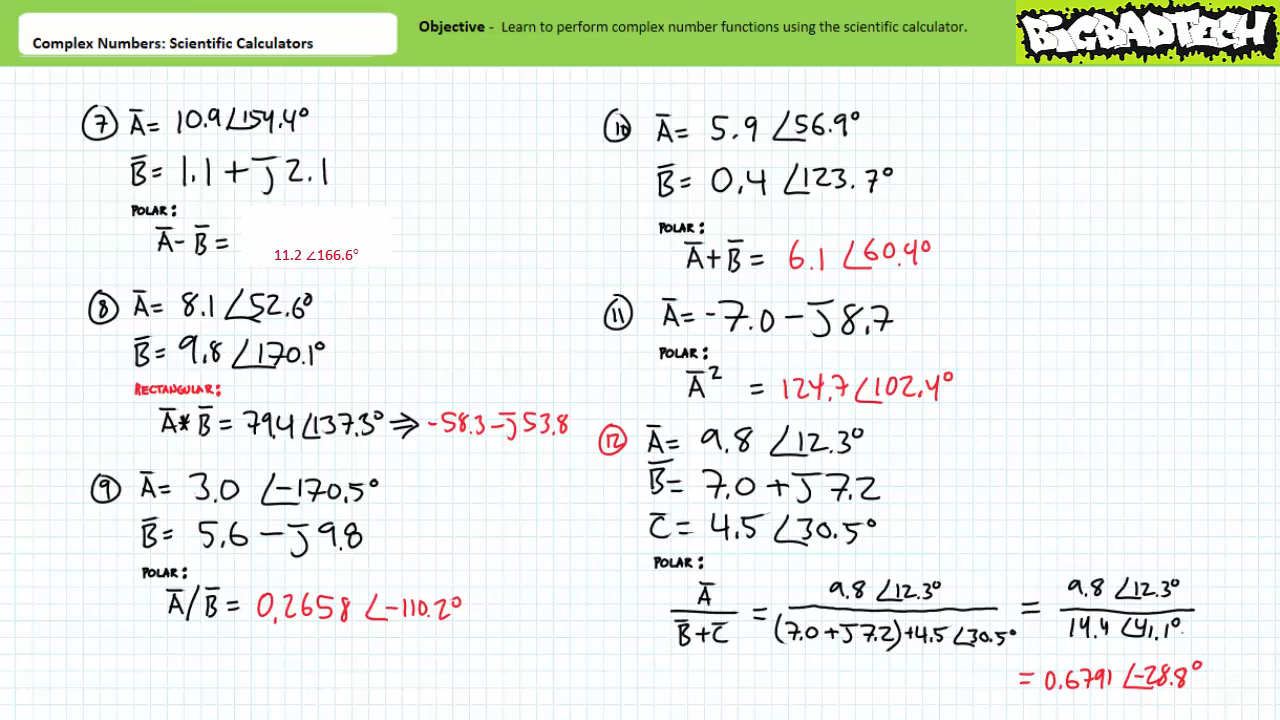 Complex Numbers: Scientific Calculators
Objective - Learn to perform complex number functions using the scientific calculator.
BIGBADTECH
⑦ A̅= 10.9∠154.4°
B̅= 1.1 + J2.1
POLAR:
A̅- B̅ =
11.2 ∠166.6°
⑧ A̅= 8.1 ∠52.6°
B̅= 9.8 ∠170.1°
RECTANGULAR:
A̅* B̅ = 79.4 ∠137.3° ⇒ -58.3 - J53.8
⑨ A̅= 3.0 ∠-170.5°
B̅= 5.6 - J9.8
POLAR:
A̅/B̅ = 0.2658 ∠-110.2°
⑩ A̅= 5.9 ∠56.9°
B̅= 0.4 ∠123.7°
POLAR:
A̅+B̅ = 6.1 ∠60.4°
⑪ A̅= -7.0 - J8.7
POLAR:
A̅² = 124.7 ∠102.4°
⑫ A̅= 9.8 ∠12.3°
B̅= 7.0 + J7.2
C̅ = 4.5 ∠30.5°
POLAR:
A̅ / B̅+C̅ = 9.8 ∠12.3° / (7.0+J7.2)+4.5 ∠30.5° = 9.8 ∠12.3° / 14.4 ∠41.1°
= 0.6791 ∠-28.8°